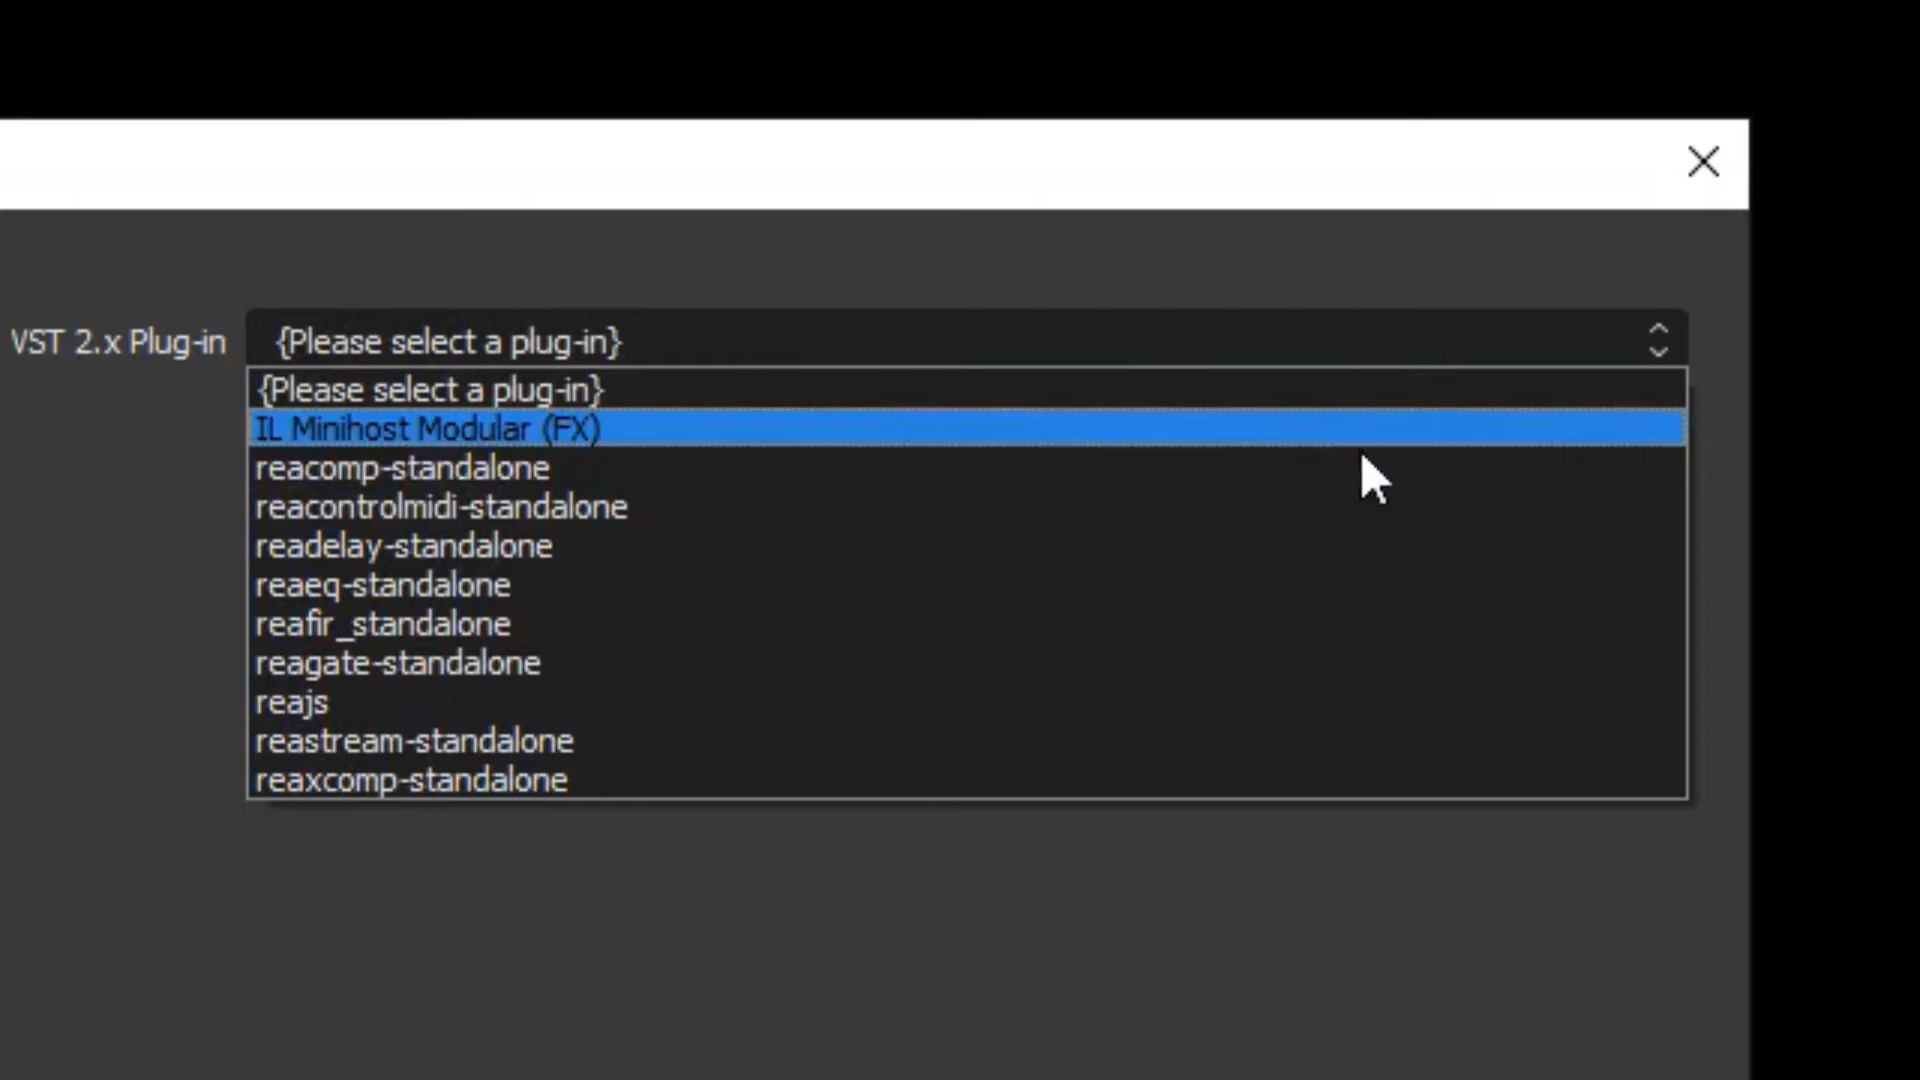 VST 2.x Plug-in {Please select a plug-in}
{Please select a plug-in}
IL Minihost Modular (FX)
reacomp-standalone
reacontrolmidi-standalone
readelay-standalone
reaeq-standalone
reafir_standalone
reagate-standalone
reajs
reastream-standalone
reaxcomp-standalone